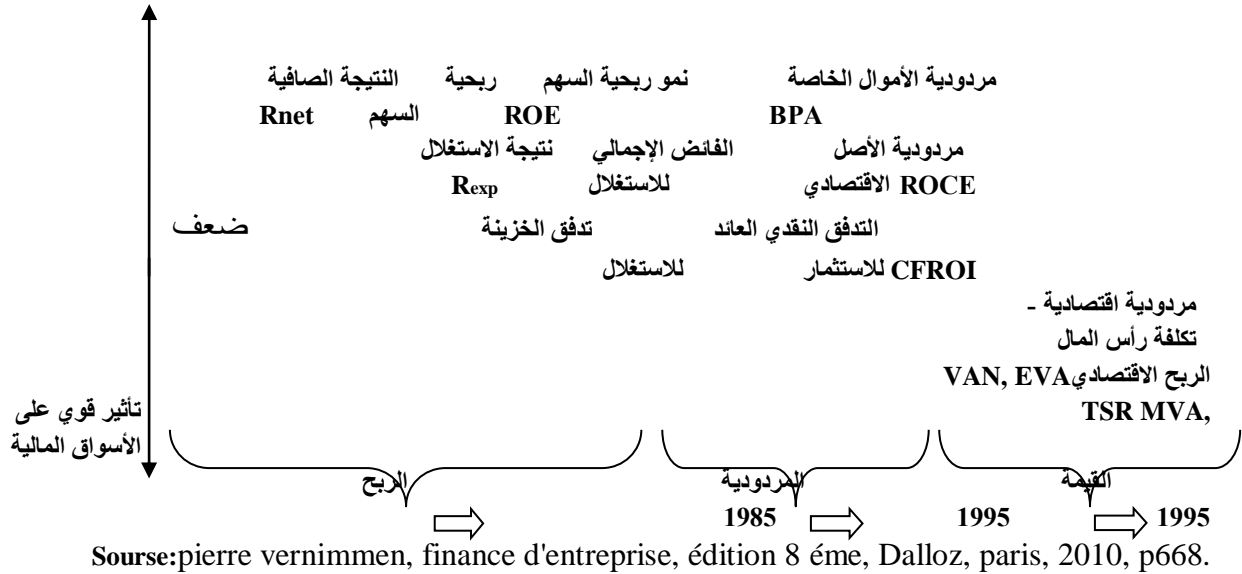 مردودية الأموال الخاصة نمو ربحية السهم ربحية النتيجة الصافية
BPA ROE السهم Rnet
مردودية الأصل الفائض الإجمالي نتيجة الاستغلال
ROCE الاقتصادي للاستغلال Rexp
التدفق النقدي العائد تدفق الخزينة ضعف
CFROI للاستثمار للاستغلال
مردودية اقتصادية -
تكلفة رأس المال
الربح الاقتصاديVAN, EVA
TSR MVA,
تأثير قوي على
الأسواق المالية
الربح المردودية القيمة
1985 1995 1995
Sourse:pierre vernimmen, finance d'entreprise, édition 8 éme, Dalloz, paris, 2010, p668.